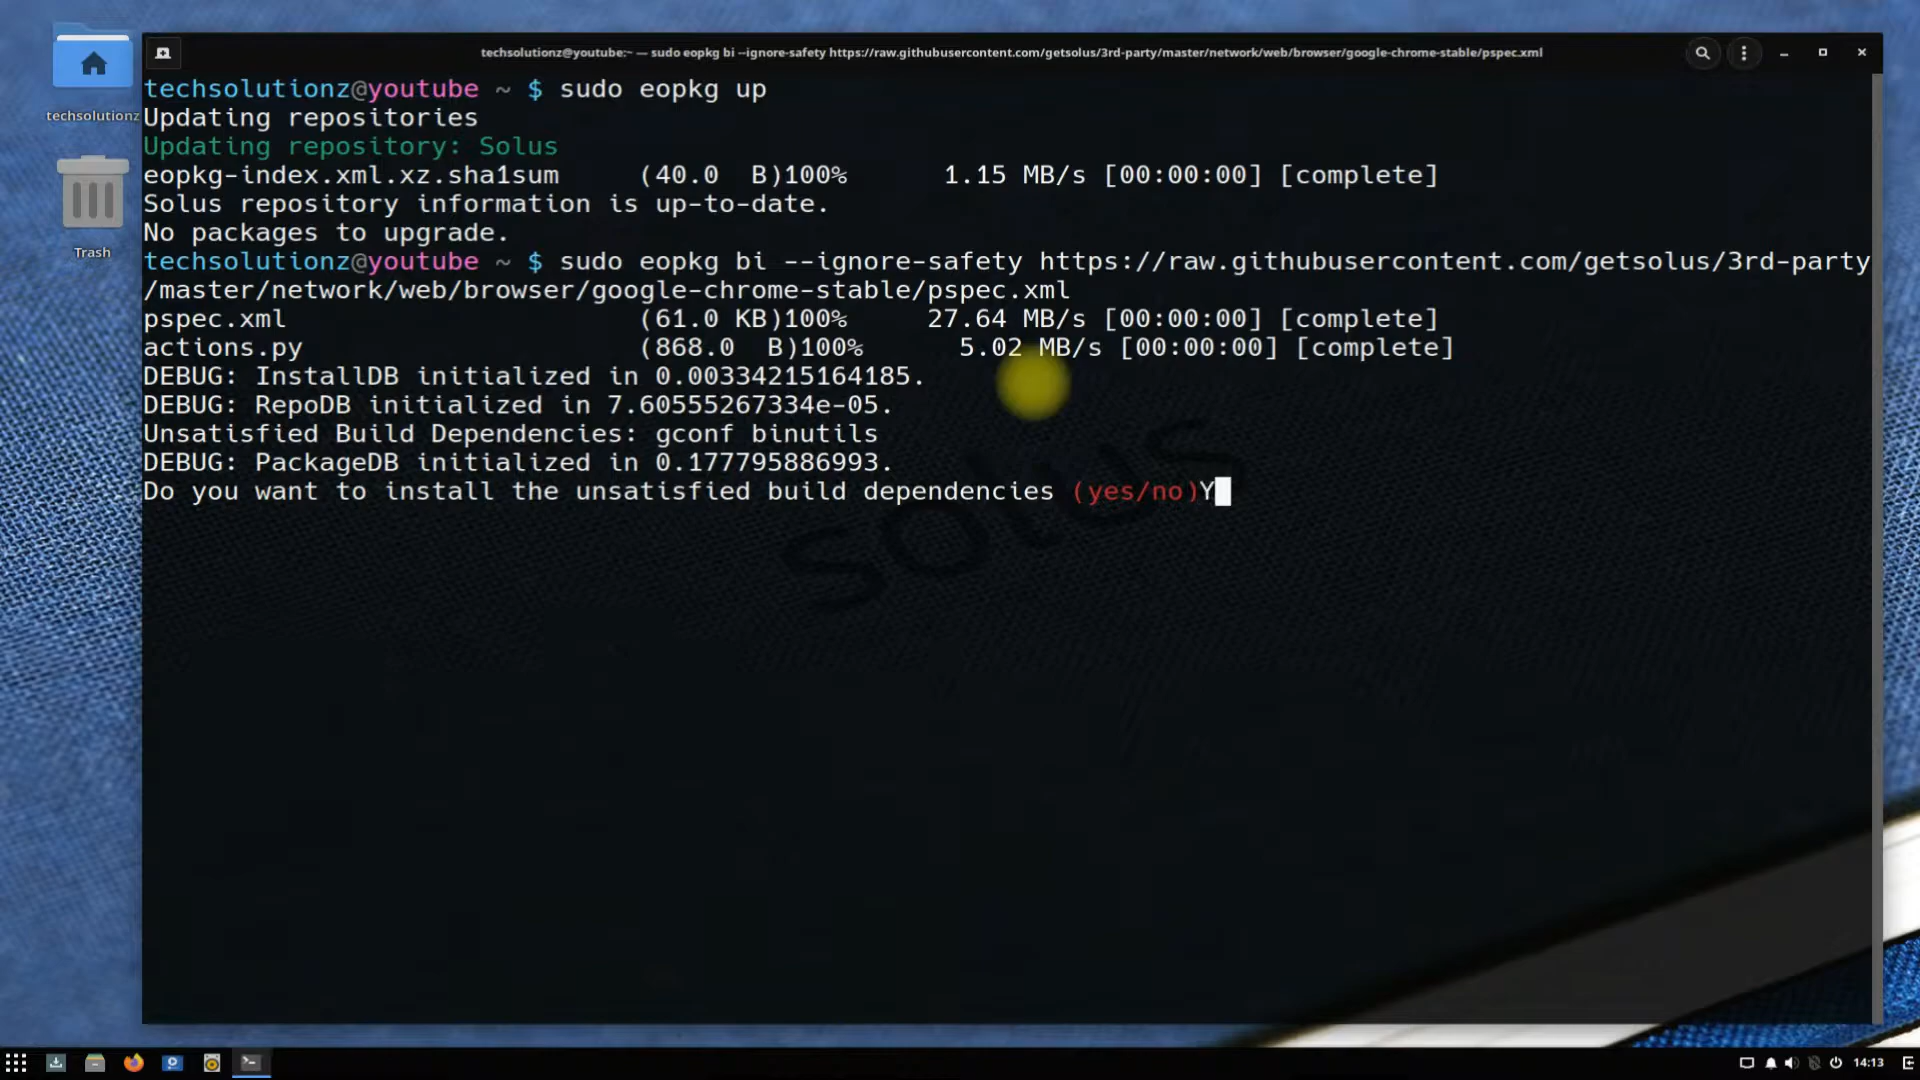 techsolutionz@youtube:~ — sudo eopkg bi --ignore-safety https://raw.githubusercontent.com/getsolus/3rd-party/master/network/web/browser/google-chrome-stable/pspec.xml
techsolutionz
Trash
techsolutionz@youtube ~ $ sudo eopkg up
Updating repositories
Updating repository: Solus
eopkg-index.xml.xz.sha1sum     (40.0  B)100%      1.15 MB/s [00:00:00] [complete]
Solus repository information is up-to-date.
No packages to upgrade.
techsolutionz@youtube ~ $ sudo eopkg bi --ignore-safety https://raw.githubusercontent.com/getsolus/3rd-party
/master/network/web/browser/google-chrome-stable/pspec.xml
pspec.xml                      (61.0 KB)100%     27.64 MB/s [00:00:00] [complete]
actions.py                     (868.0  B)100%      5.02 MB/s [00:00:00] [complete]
DEBUG: InstallDB initialized in 0.00334215164185.
DEBUG: RepoDB initialized in 7.60555267334e-05.
Unsatisfied Build Dependencies: gconf binutils
DEBUG: PackageDB initialized in 0.177795886993.
Do you want to install the unsatisfied build dependencies (yes/no)Y
solus
14:13